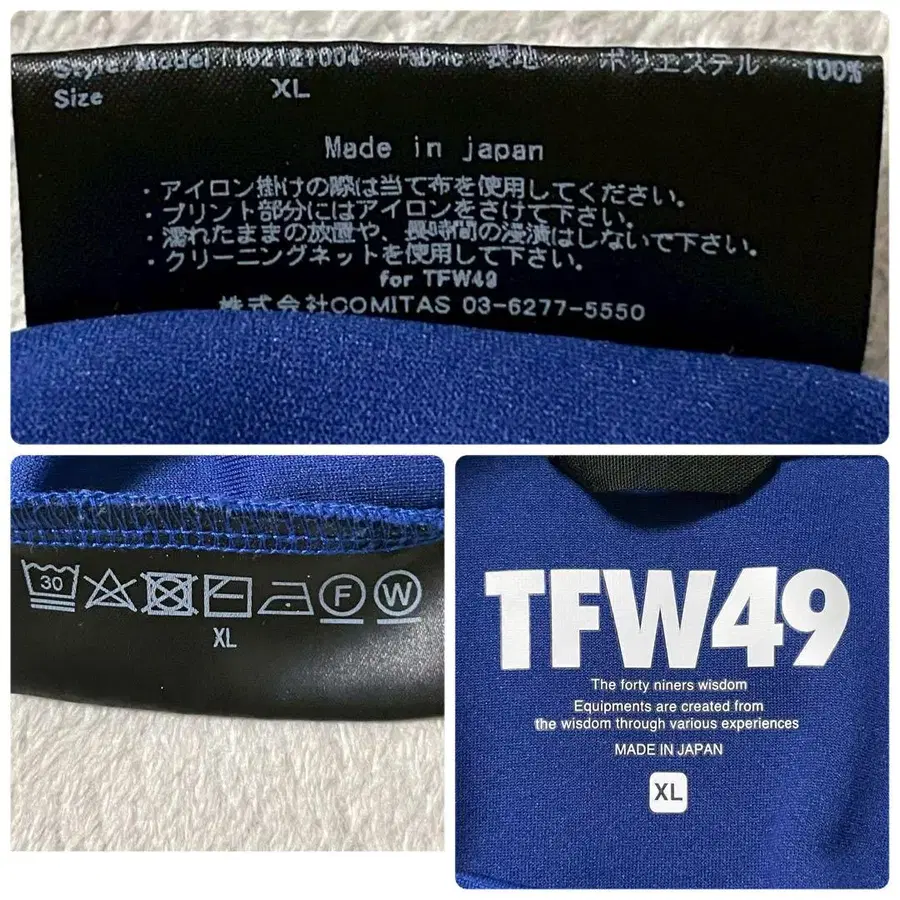 Style/Model T102121004 Fabric 表地 ポリエステル 100%
Size XL
Made in japan
・アイロン掛けの際は当て布を使用してください。
・プリント部分にはアイロンをさけて下さい。
・濡れたままの放置や、長時間の浸漬はしないで下さい。
・クリーニングネットを使用して下さい。
for TFW49
株式会社COMITAS 03-6277-5550
30 F W
XL
TFW49
The forty niners wisdom
Equipments are created from
the wisdom through various experiences
MADE IN JAPAN
XL